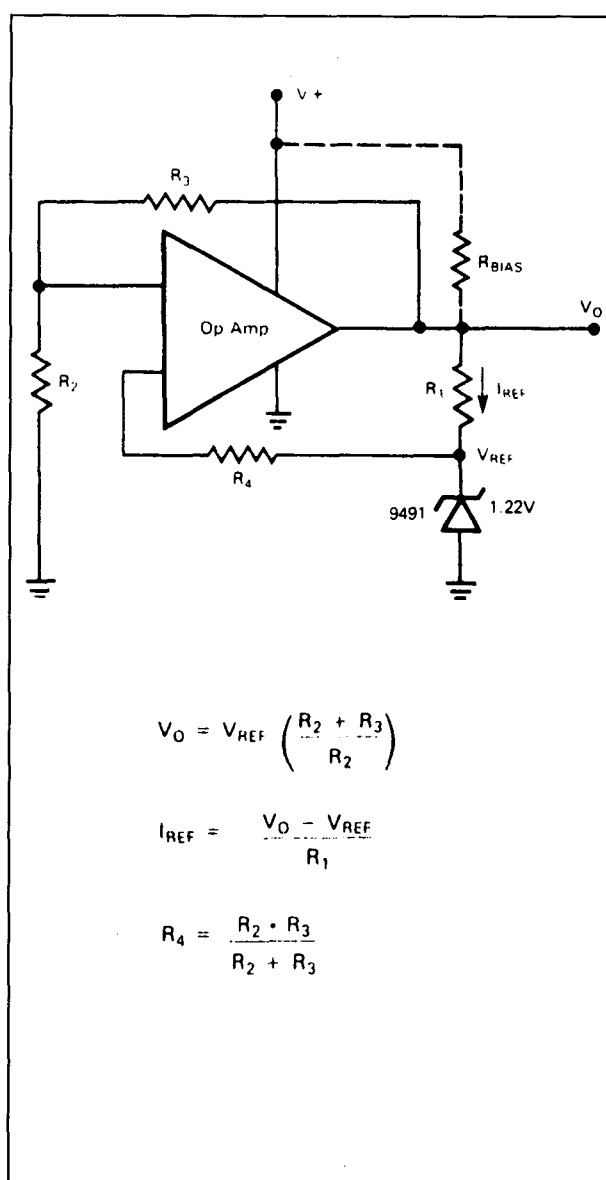 V+
R3
RBIAS
Op Amp
VO
R2
R1
IREF
VREF
R4
9491
1.22V
VO = VREF ( R2 + R3 / R2 )
IREF = VO − VREF / R1
R4 = R2 • R3 / R2 + R3